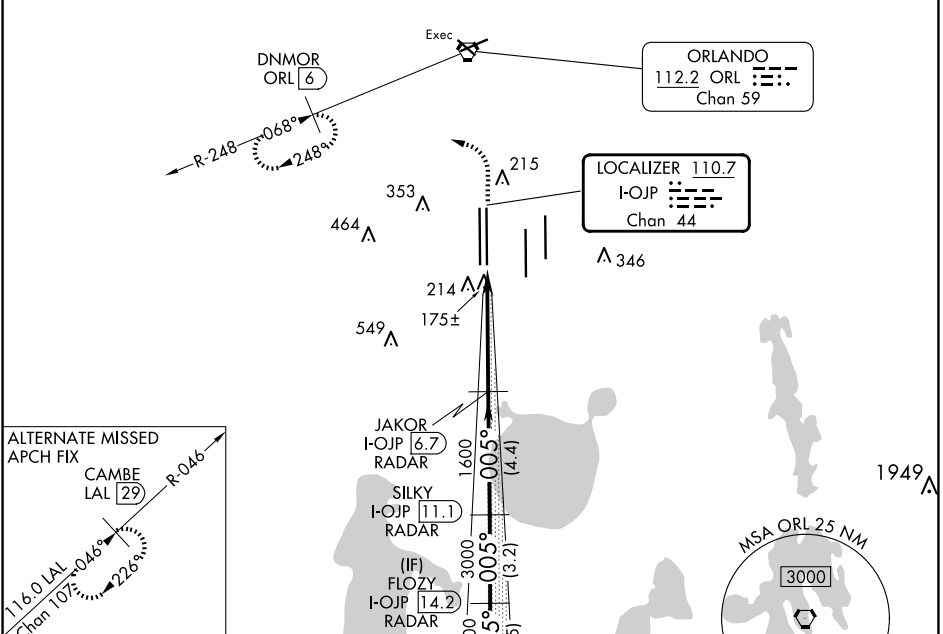 Exec
DNMOR
ORL 6
ORLANDO
112.2 ORL
Chan 59
R-248
068°
248°
215
LOCALIZER 110.7
I-OJP
Chan 44
353
464
346
214
175±
549
JAKOR
I-OJP 6.7
RADAR
1600
005°
(4.4)
SILKY
I-OJP 11.1
RADAR
3000
005°
(3.2)
(IF)
FLOZY
I-OJP 14.2
RADAR
ALTERNATE MISSED
APCH FIX
CAMBE
LAL 29
R-046
046°
226°
116.0 LAL
Chan 107
1949
MSA ORL 25 NM
3000